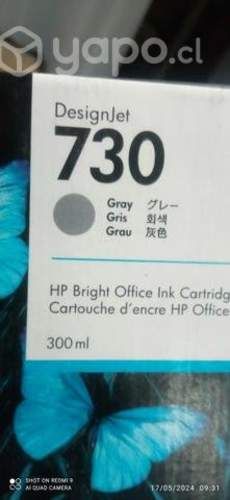 yapo.cl
DesignJet
730
Gray グレー
Gris 회색
Grau 灰色
HP Bright Office Ink Cartridg
Cartouche d'encre HP Office
300 ml
SHOT ON REDMI 9
AI QUAD CAMERA
17/05/2024 09:31